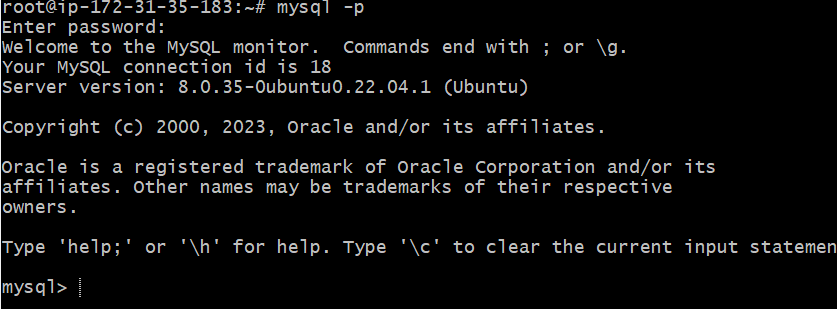 root@ip-172-31-35-183:~# mysql -p
Enter password:
Welcome to the MySQL monitor.  Commands end with ; or \g.
Your MySQL connection id is 18
Server version: 8.0.35-0ubuntu0.22.04.1 (Ubuntu)
Copyright (c) 2000, 2023, Oracle and/or its affiliates.
Oracle is a registered trademark of Oracle Corporation and/or its
affiliates. Other names may be trademarks of their respective
owners.
Type 'help;' or '\h' for help. Type '\c' to clear the current input statemen
mysql>